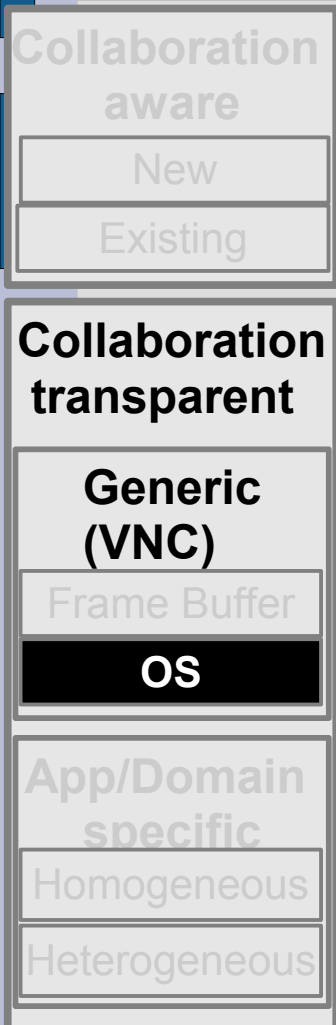 Collaboration
aware
New
Existing
Collaboration
transparent
Generic
(VNC)
Frame Buffer
OS
App/Domain
specific
Homogeneous
Heterogeneous